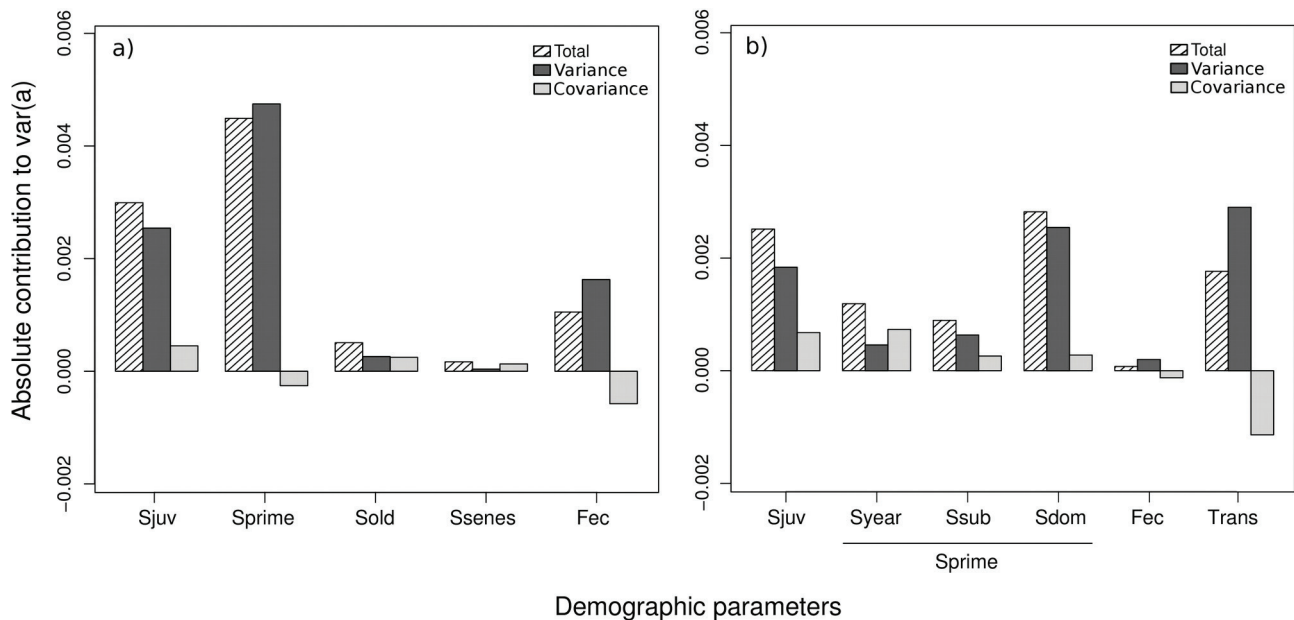 Absolute contribution to var(a)
0.006
0.004
0.002
0.000
−0.002
a)
Total
Variance
Covariance
Sjuv Sprime Sold Ssenes Fec
0.006
0.004
0.002
0.000
−0.002
b)
Total
Variance
Covariance
Sjuv Syear Ssub Sdom Fec Trans
Sprime
Demographic parameters